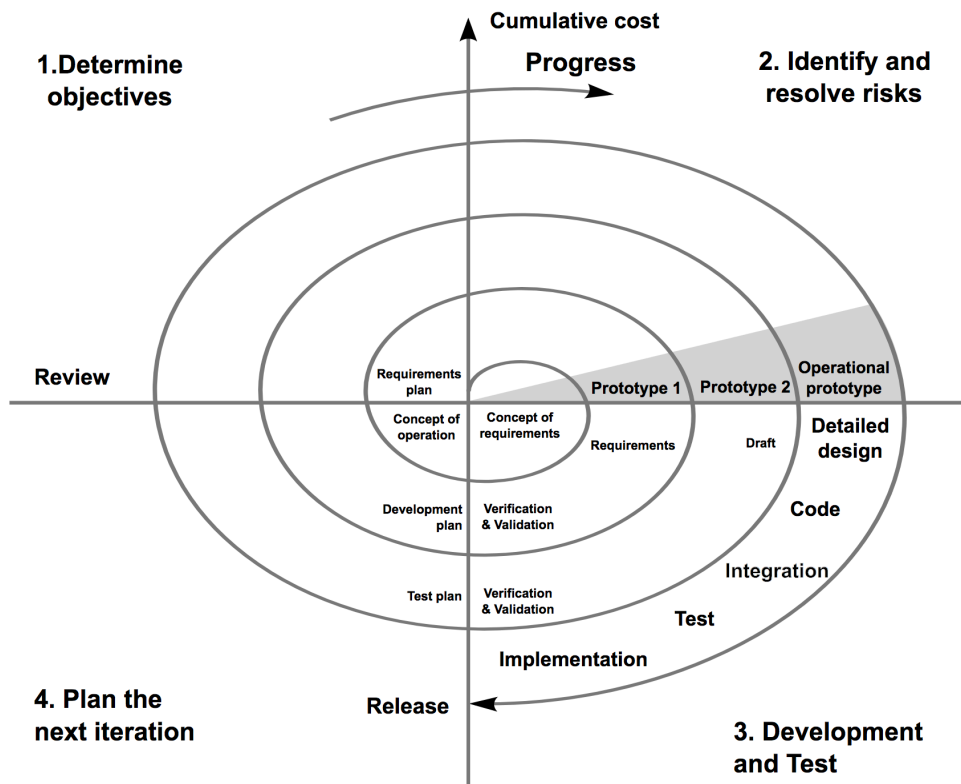 Cumulative cost
Progress
1.Determine
objectives
2. Identify and
resolve risks
Review
Requirements
plan
Prototype 1
Prototype 2
Operational
prototype
Concept of
operation
Concept of
requirements
Requirements
Draft
Detailed
design
Development
plan
Verification
& Validation
Code
Integration
Test plan
Verification
& Validation
Test
Implementation
Release
4. Plan the
next iteration
3. Development
and Test